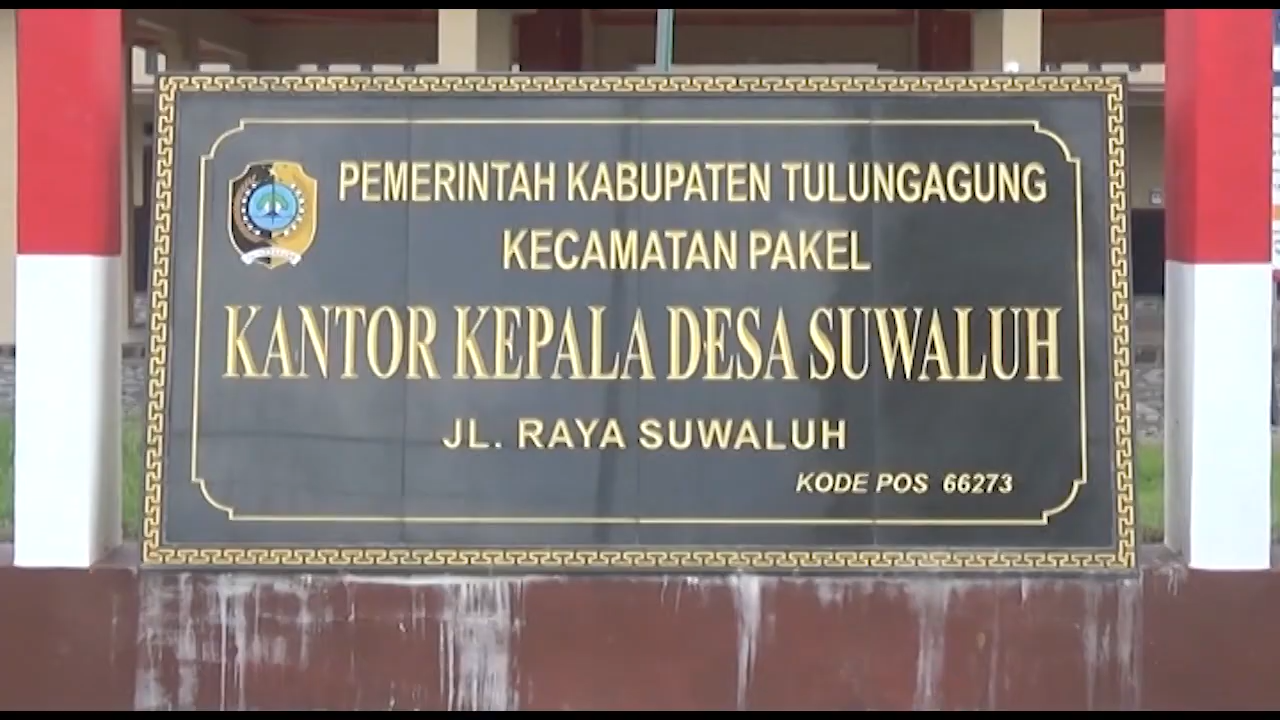 PEMERINTAH KABUPATEN TULUNGAGUNG
KECAMATAN PAKEL
KANTOR KEPALA DESA SUWALUH
JL. RAYA SUWALUH
KODE POS 66273